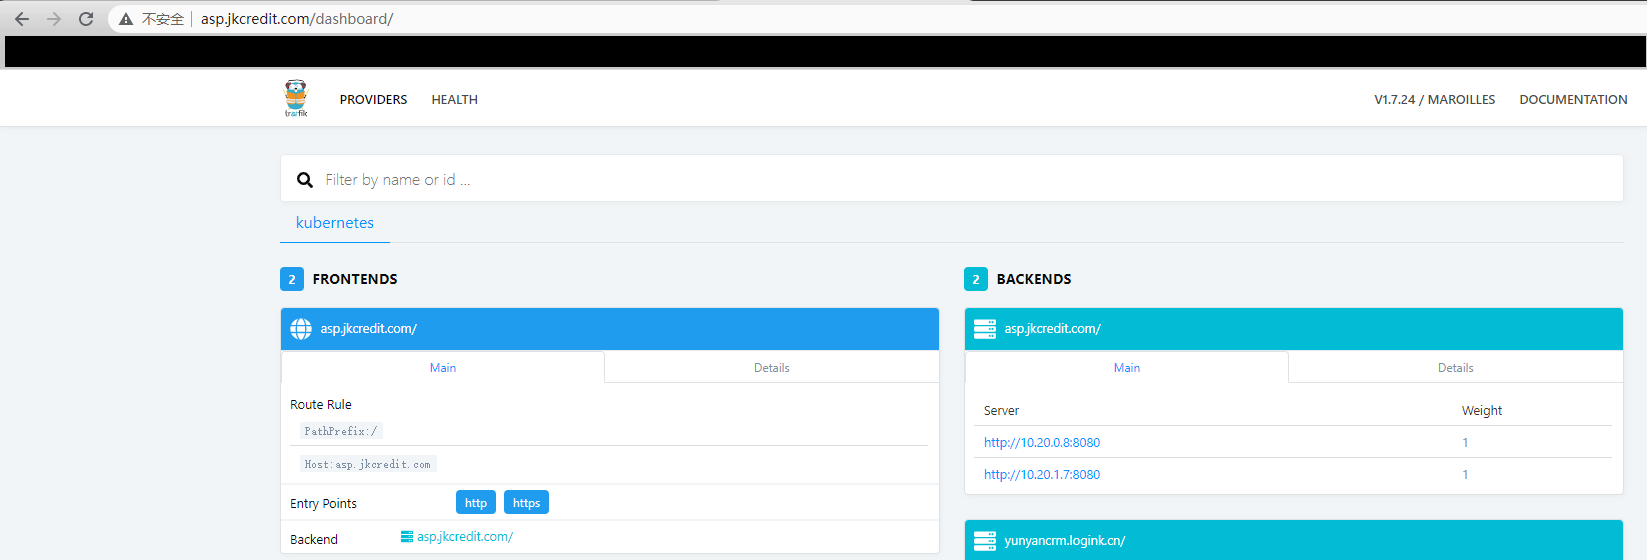 不安全 asp.jkcredit.com/dashboard/
træfik PROVIDERS HEALTH V1.7.24 / MAROILLES DOCUMENTATION
Filter by name or id ...
kubernetes
2 FRONTENDS
asp.jkcredit.com/
Main Details
Route Rule
PathPrefix:/
Host:asp.jkcredit.com
Entry Points http https
Backend asp.jkcredit.com/
2 BACKENDS
asp.jkcredit.com/
Main Details
Server Weight
http://10.20.0.8:8080 1
http://10.20.1.7:8080 1
yunyancrm.logink.cn/